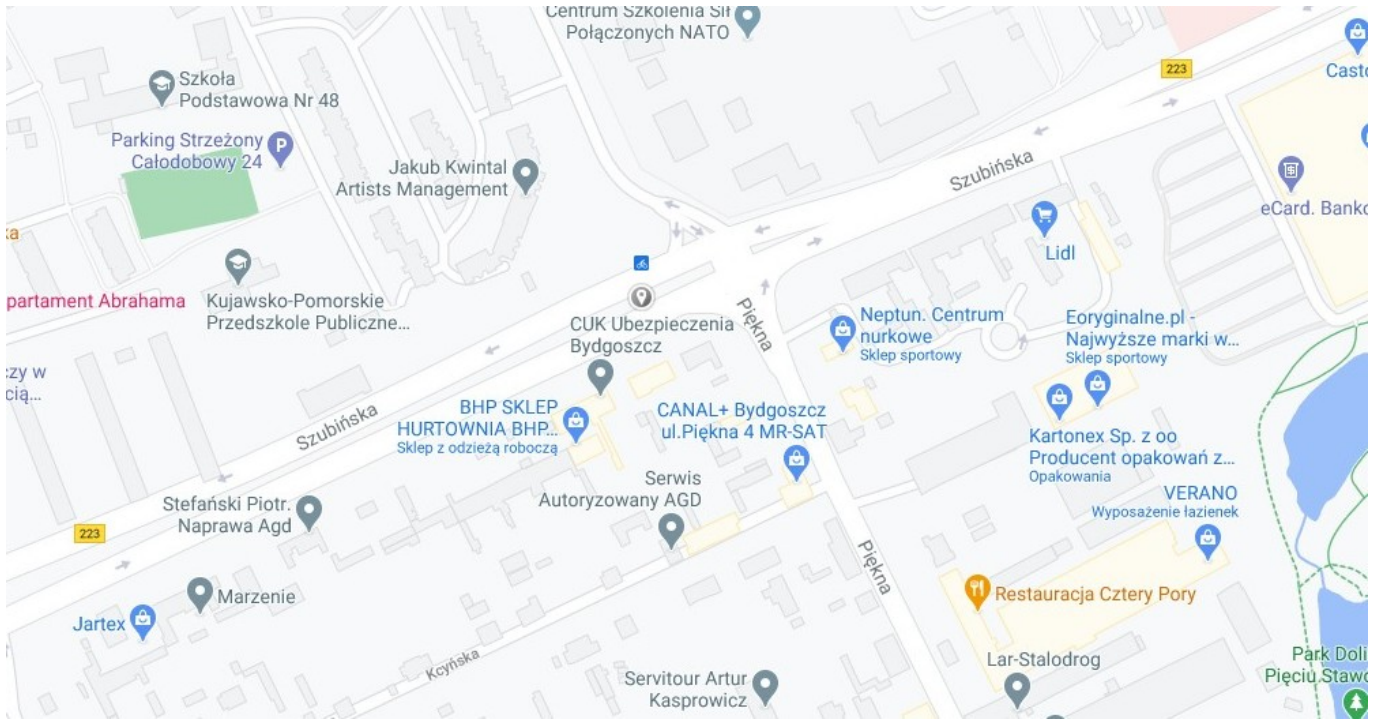 Centrum Szkolenia Sił
Połączonych NATO
223
Casto
Szkoła
Podstawowa Nr 48
Parking Strzeżony
Całodobowy 24
P
Jakub Kwintal
Artists Management
Szubińska
eCard. Banko
Lidl
ka
partament Abrahama
Kujawsko-Pomorskie
Przedszkole Publiczne...
CUK Ubezpieczenia
Bydgoszcz
Piękna
Neptun. Centrum
nurkowe
Sklep sportowy
Eoryginalne.pl -
Najwyższe marki w...
Sklep sportowy
czy w
cią...
Szubińska
BHP SKLEP
HURTOWNIA BHP...
Sklep z odzieżą roboczą
CANAL+ Bydgoszcz
ul.Piękna 4 MR-SAT
Kartonex Sp. z oo
Producent opakowań z...
Opakowania
Serwis
Autoryzowany AGD
VERANO
Wyposażenie łazienek
Stefański Piotr.
Naprawa Agd
223
Piękna
Marzenie
Jartex
Restauracja Cztery Pory
Kcyńska
Servitour Artur
Kasprowicz
Lar-Stalodrog
Park Doli
Pięciu Stawó